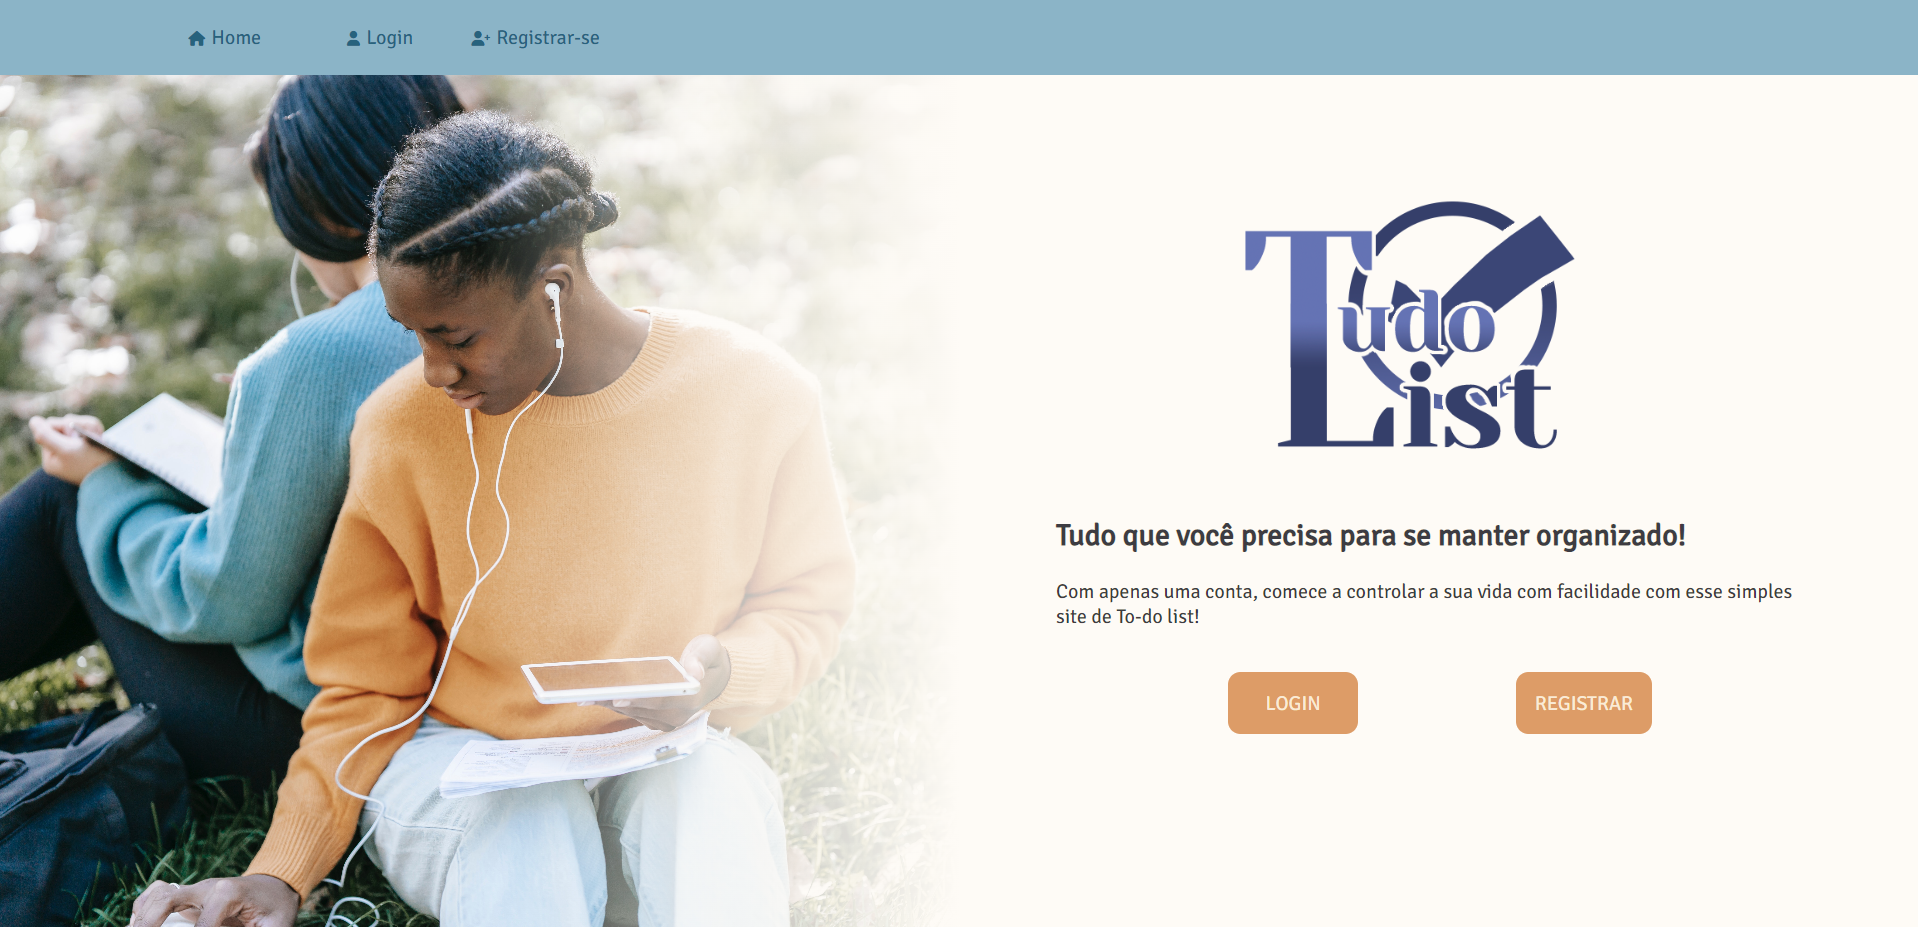 Home
Login
Registrar-se
Tudo
List
Tudo que você precisa para se manter organizado!
Com apenas uma conta, comece a controlar a sua vida com facilidade com esse simples
site de To-do list!
LOGIN
REGISTRAR